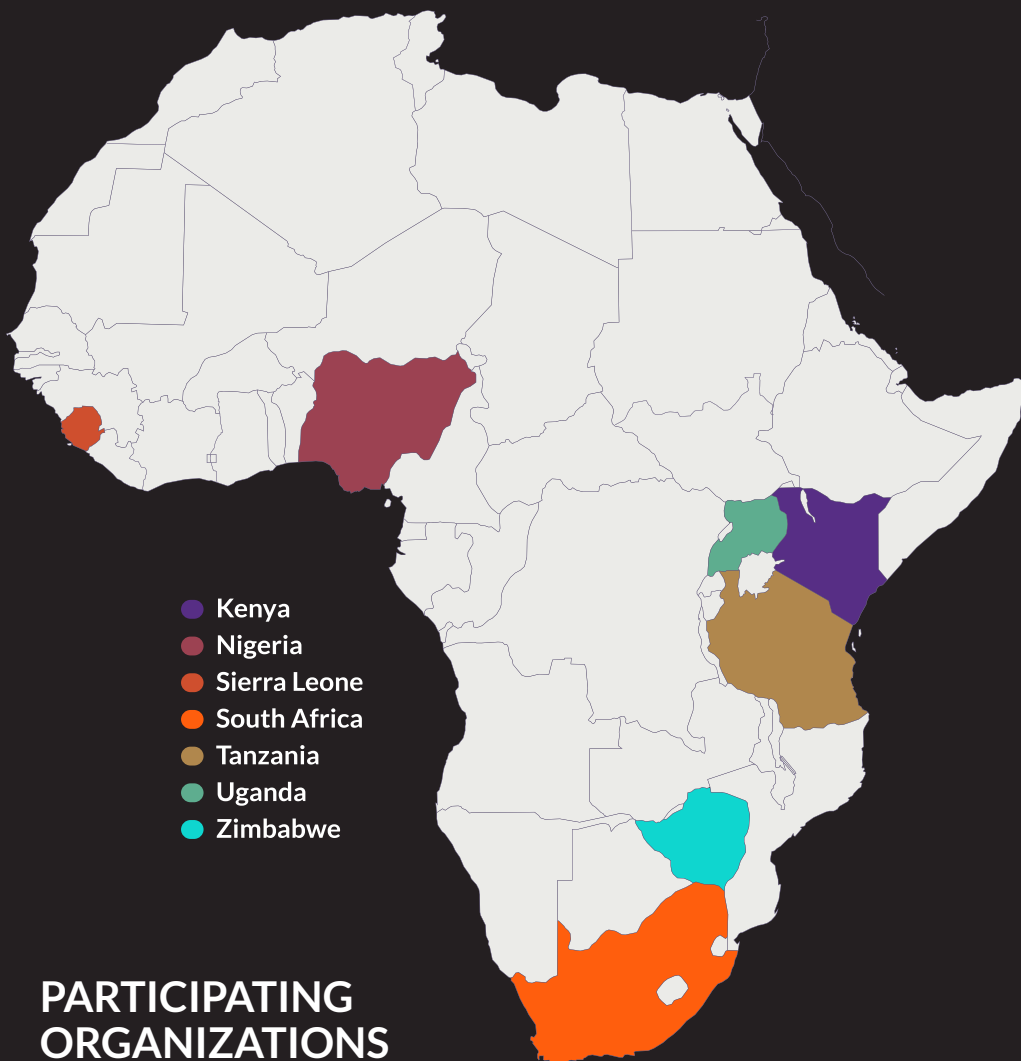 Kenya
Nigeria
Sierra Leone
South Africa
Tanzania
Uganda
Zimbabwe
PARTICIPATING
ORGANIZATIONS